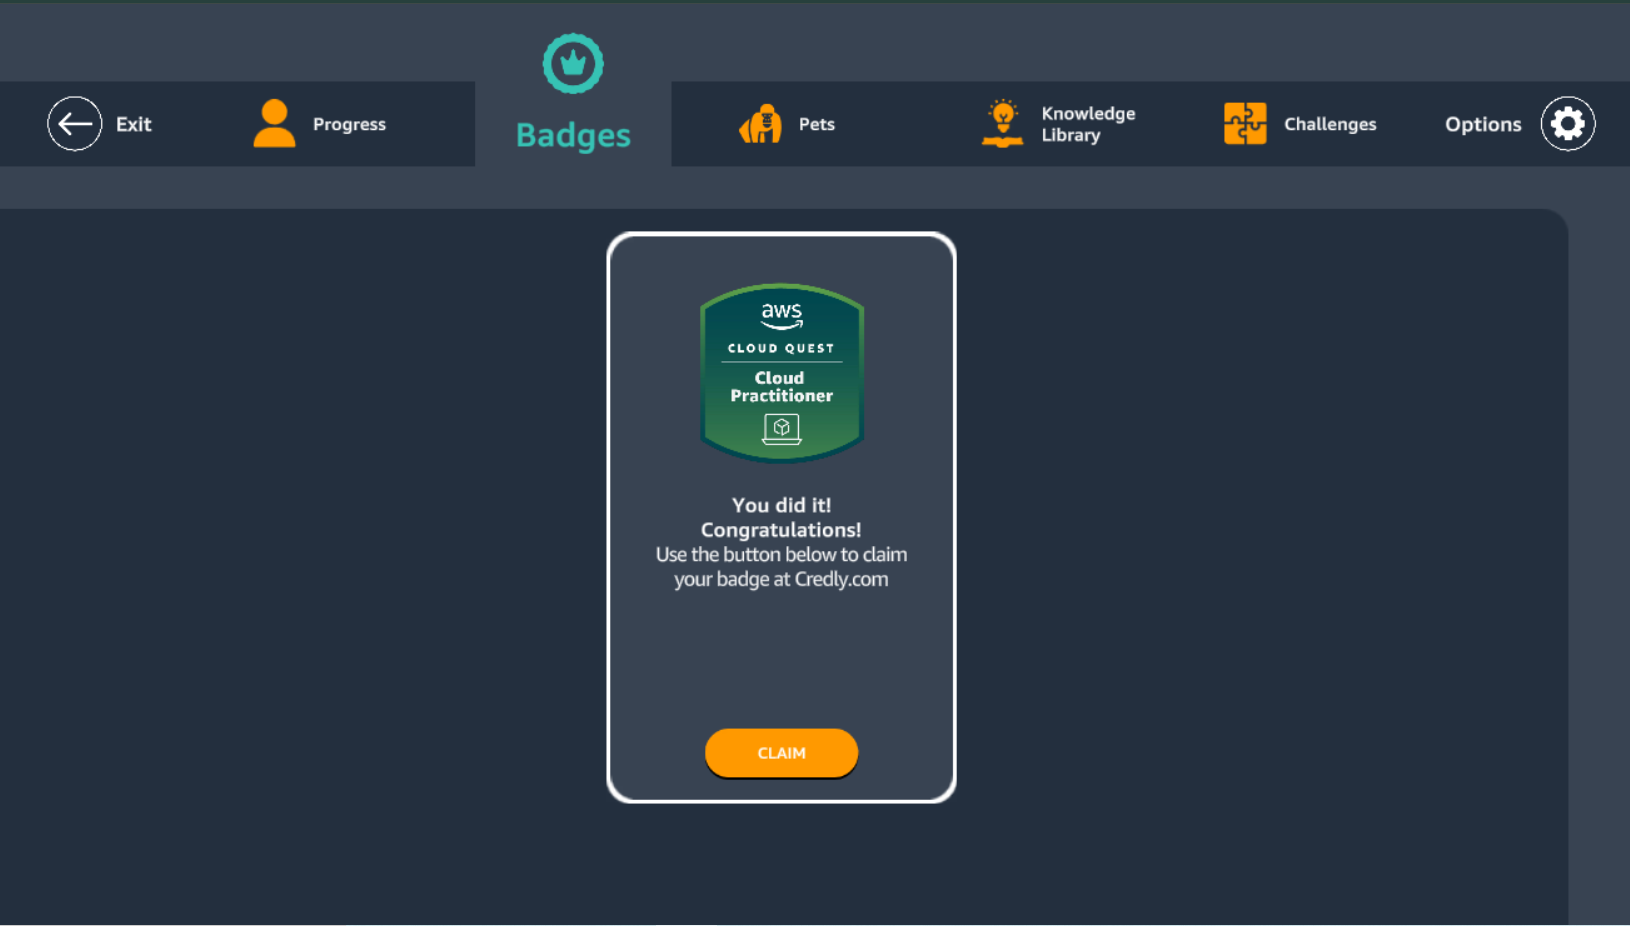 Exit
Progress
Badges
Pets
Knowledge
Library
Challenges
Options
aws
CLOUD QUEST
Cloud
Practitioner
You did it!
Congratulations!
Use the button below to claim
your badge at Credly.com
CLAIM